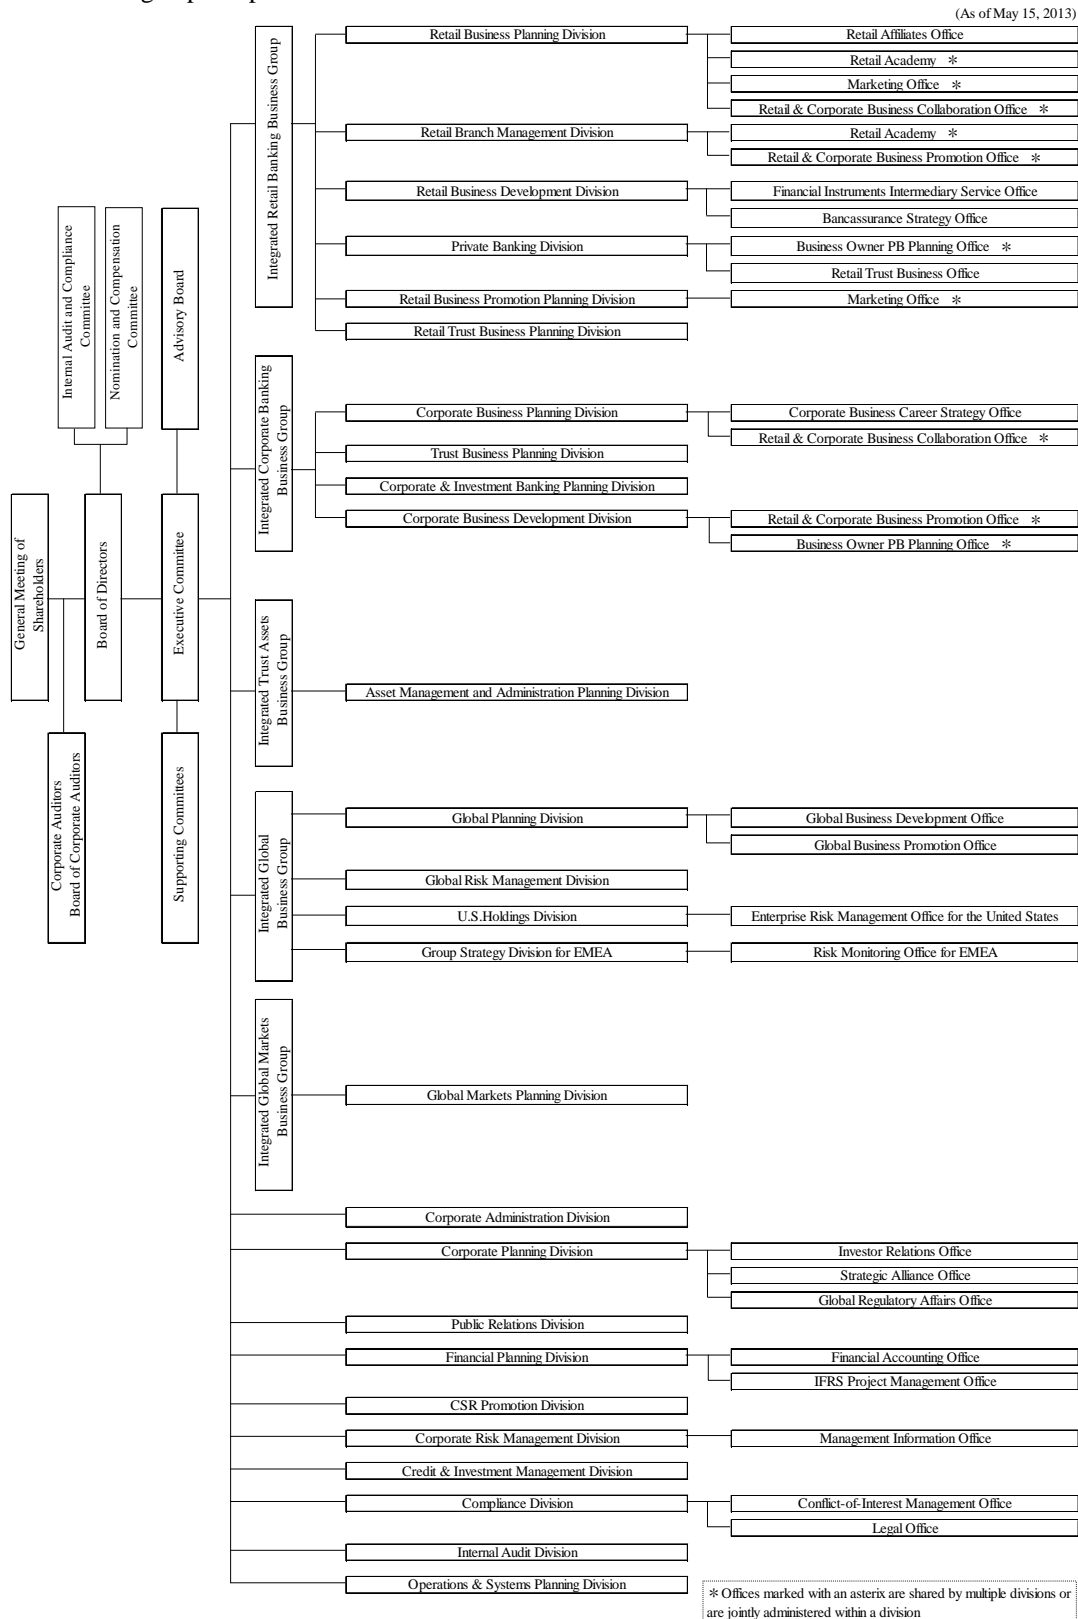 (As of May 15, 2013)
General Meeting of
Shareholders
Corporate Auditors
Board of Corporate Auditors
Internal Audit and Compliance
Committee
Nomination and Compensation
Committee
Board of Directors
Advisory Board
Executive Committee
Supporting Committees
Integrated Retail Banking Business Group
Retail Business Planning Division
Retail Affiliates Office
Retail Academy *
Marketing Office *
Retail & Corporate Business Collaboration Office *
Retail Branch Management Division
Retail Academy *
Retail & Corporate Business Promotion Office *
Retail Business Development Division
Financial Instruments Intermediary Service Office
Bancassurance Strategy Office
Private Banking Division
Business Owner PB Planning Office *
Retail Trust Business Office
Retail Business Promotion Planning Division
Marketing Office *
Retail Trust Business Planning Division
Integrated Corporate Banking
Business Group
Corporate Business Planning Division
Corporate Business Career Strategy Office
Retail & Corporate Business Collaboration Office *
Trust Business Planning Division
Corporate & Investment Banking Planning Division
Corporate Business Development Division
Retail & Corporate Business Promotion Office *
Business Owner PB Planning Office *
Integrated Trust Assets
Business Group
Asset Management and Administration Planning Division
Integrated Global
Business Group
Global Planning Division
Global Business Development Office
Global Business Promotion Office
Global Risk Management Division
U.S.Holdings Division
Enterprise Risk Management Office for the United States
Group Strategy Division for EMEA
Risk Monitoring Office for EMEA
Integrated Global Markets
Business Group
Global Markets Planning Division
Corporate Administration Division
Corporate Planning Division
Investor Relations Office
Strategic Alliance Office
Global Regulatory Affairs Office
Public Relations Division
Financial Planning Division
Financial Accounting Office
IFRS Project Management Office
CSR Promotion Division
Corporate Risk Management Division
Management Information Office
Credit & Investment Management Division
Compliance Division
Conflict-of-Interest Management Office
Legal Office
Internal Audit Division
Operations & Systems Planning Division
* Offices marked with an asterix are shared by multiple divisions or
are jointly administered within a division